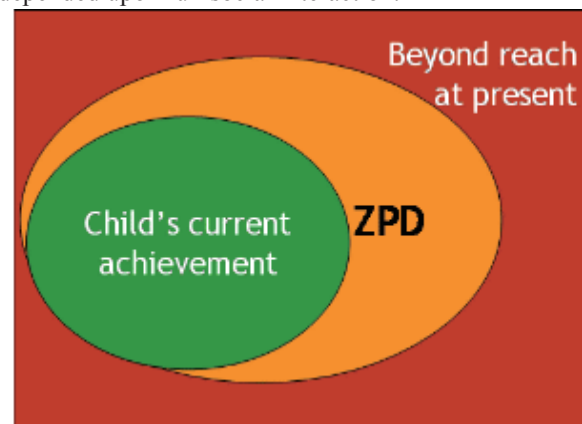 Beyond reach
at present
Child's current
achievement
ZPD